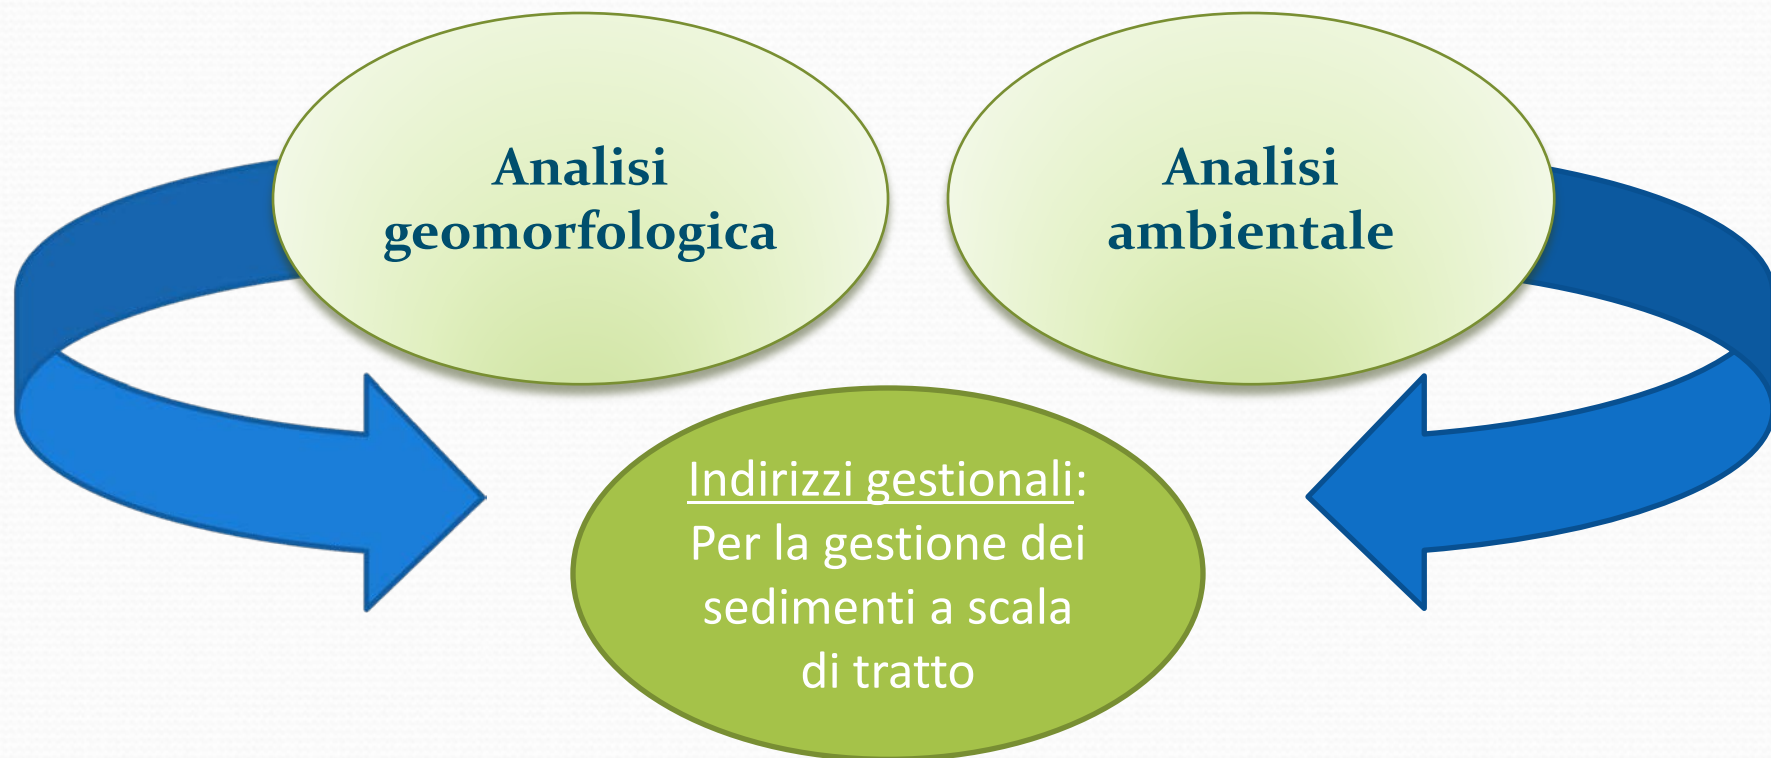 Analisi
geomorfologica
Analisi
ambientale
Indirizzi gestionali:
Per la gestione dei
sedimenti a scala
di tratto